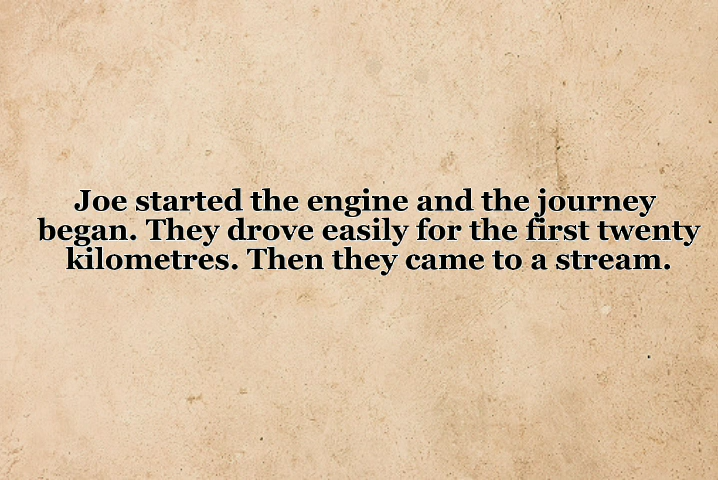 Joe started the engine and the journey
began. They drove easily for the first twenty
kilometres. Then they came to a stream.